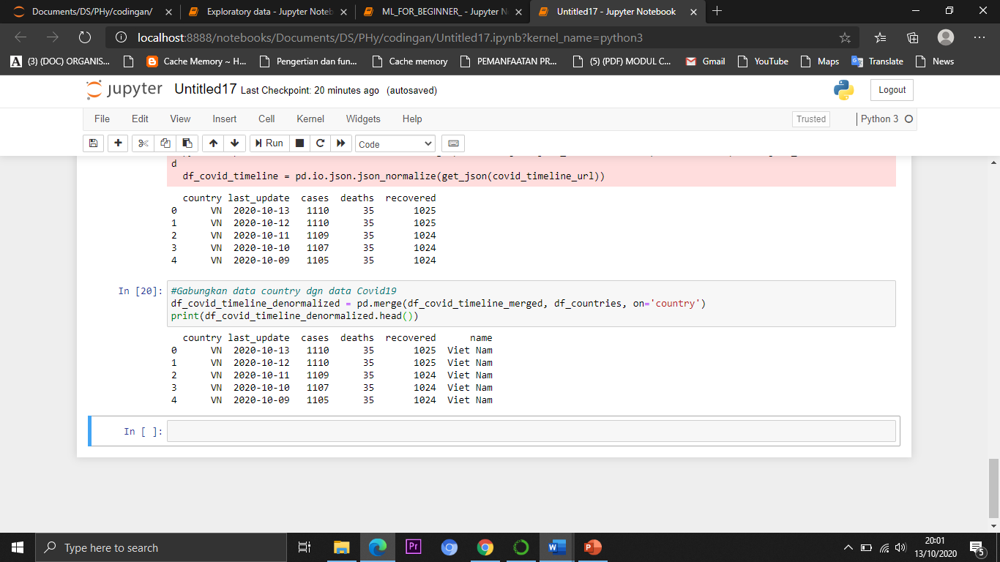 Documents/DS/PHy/codingan/
Exploratory data - Jupyter Noteb
ML_FOR_BEGINNER_ - Jupyter N
Untitled17 - Jupyter Notebook
localhost:8888/notebooks/Documents/DS/PHy/codingan/Untitled17.ipynb?kernel_name=python3
A (3) (DOC) ORGANIS... Cache Memory ~ H... Pengertian dan fun... Cache memory PEMANFAATAN PR... (5) (PDF) MODUL C... Gmail YouTube Maps Translate News
jupyter Untitled17 Last Checkpoint: 20 minutes ago (autosaved) Logout
File Edit View Insert Cell Kernel Widgets Help Trusted Python 3
Run Code
d
df_covid_timeline = pd.io.json.json_normalize(get_json(covid_timeline_url))
country last_update cases deaths recovered
0 VN 2020-10-13 1110 35 1025
1 VN 2020-10-12 1110 35 1025
2 VN 2020-10-11 1109 35 1024
3 VN 2020-10-10 1107 35 1024
4 VN 2020-10-09 1105 35 1024
In [20]: #Gabungkan data country dgn data Covid19
df_covid_timeline_denormalized = pd.merge(df_covid_timeline_merged, df_countries, on='country')
print(df_covid_timeline_denormalized.head())
country last_update cases deaths recovered name
0 VN 2020-10-13 1110 35 1025 Viet Nam
1 VN 2020-10-12 1110 35 1025 Viet Nam
2 VN 2020-10-11 1109 35 1024 Viet Nam
3 VN 2020-10-10 1107 35 1024 Viet Nam
4 VN 2020-10-09 1105 35 1024 Viet Nam
In [ ]:
Type here to search
Pr
W
P
20:01
13/10/2020
5